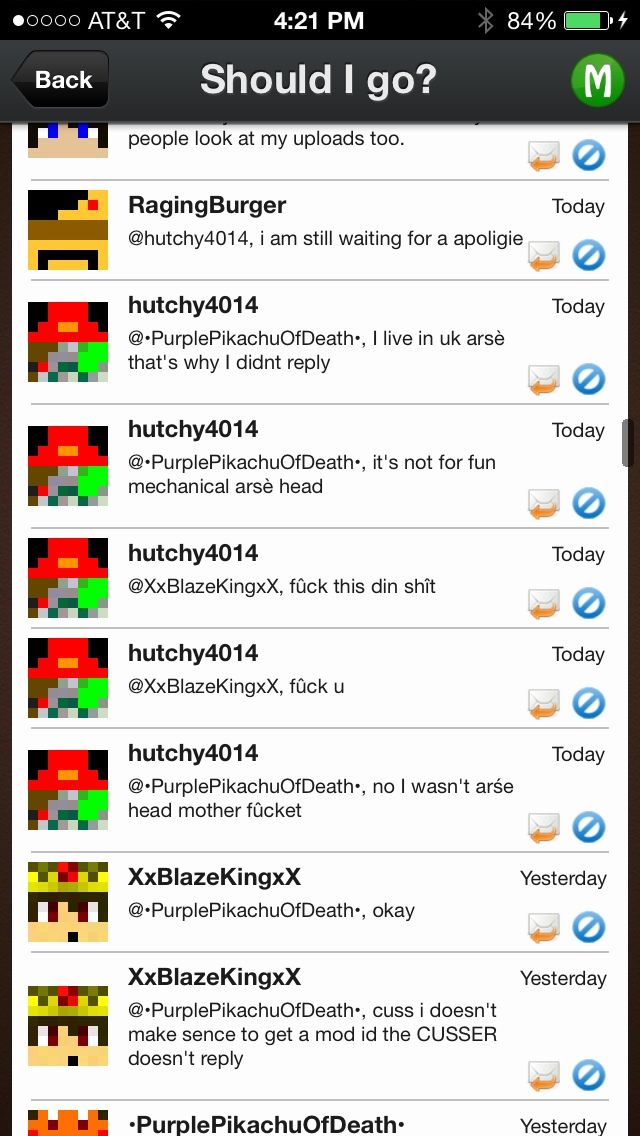 AT&T 4:21 PM 84%
Back Should I go? M
people look at my uploads too.
RagingBurger Today
@hutchy4014, i am still waiting for a apoligie
hutchy4014 Today
@•PurplePikachuOfDeath•, I live in uk arsè
that's why I didnt reply
hutchy4014 Today
@•PurplePikachuOfDeath•, it's not for fun
mechanical arsè head
hutchy4014 Today
@XxBlazeKingxX, fûck this din shît
hutchy4014 Today
@XxBlazeKingxX, fûck u
hutchy4014 Today
@•PurplePikachuOfDeath•, no I wasn't arśe
head mother fûcket
XxBlazeKingxX Yesterday
@•PurplePikachuOfDeath•, okay
XxBlazeKingxX Yesterday
@•PurplePikachuOfDeath•, cuss i doesn't
make sence to get a mod id the CUSSER
doesn't reply
•PurplePikachuOfDeath• Yesterday